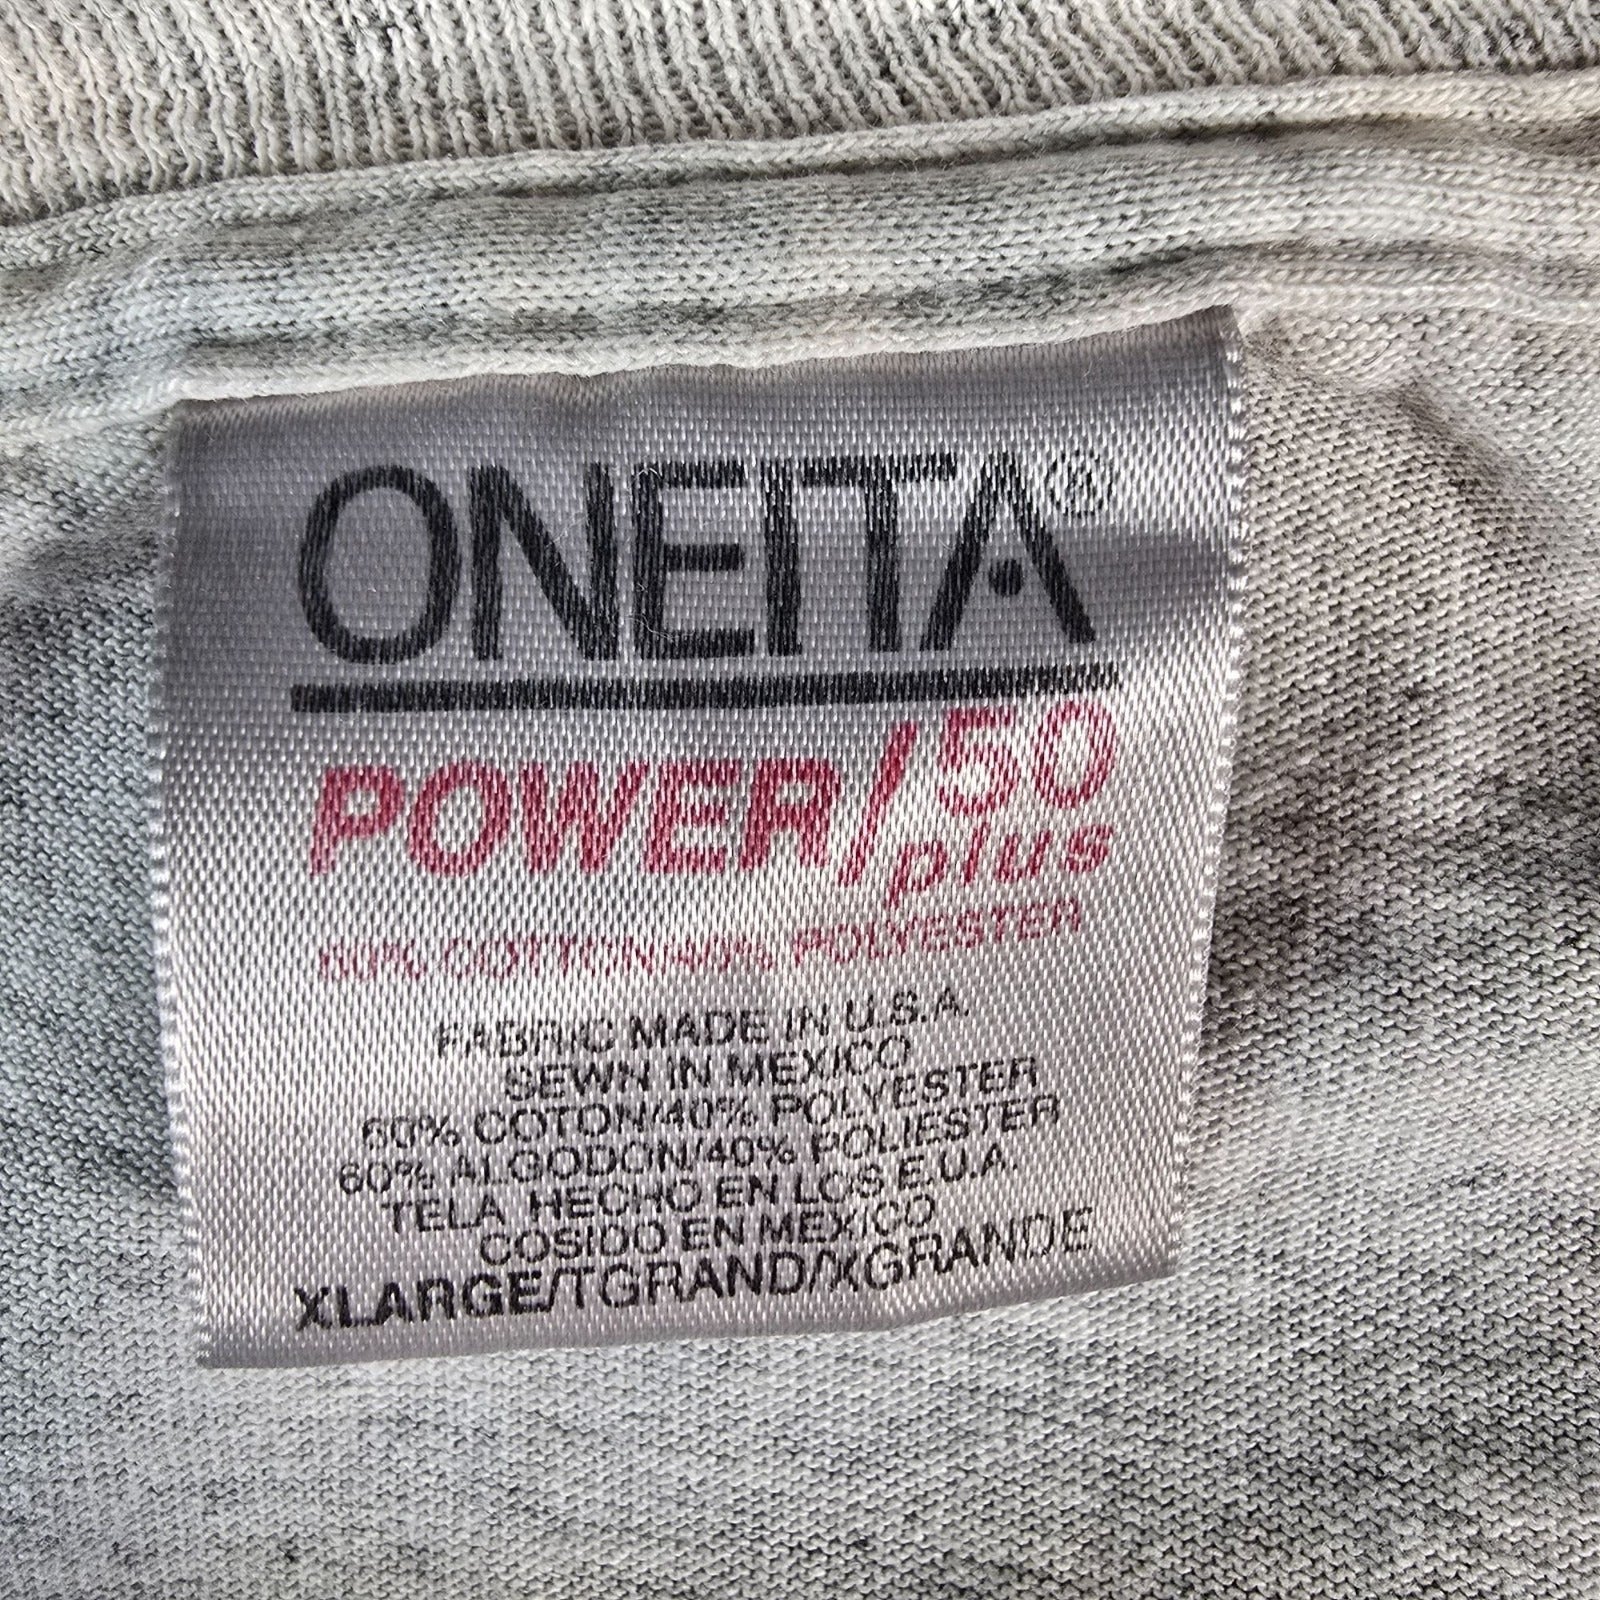 ONEITA®
POWER/50 plus
60% COTTON/40% POLYESTER
FABRIC MADE IN U.S.A
SEWN IN MEXICO
60% COTON/40% POLYESTER
60% ALGODON/40% POLIESTER
TELA HECHO EN LOS E.U.A.
COSIDO EN MEXICO
XLARGE/TGRAND/XGRANDE